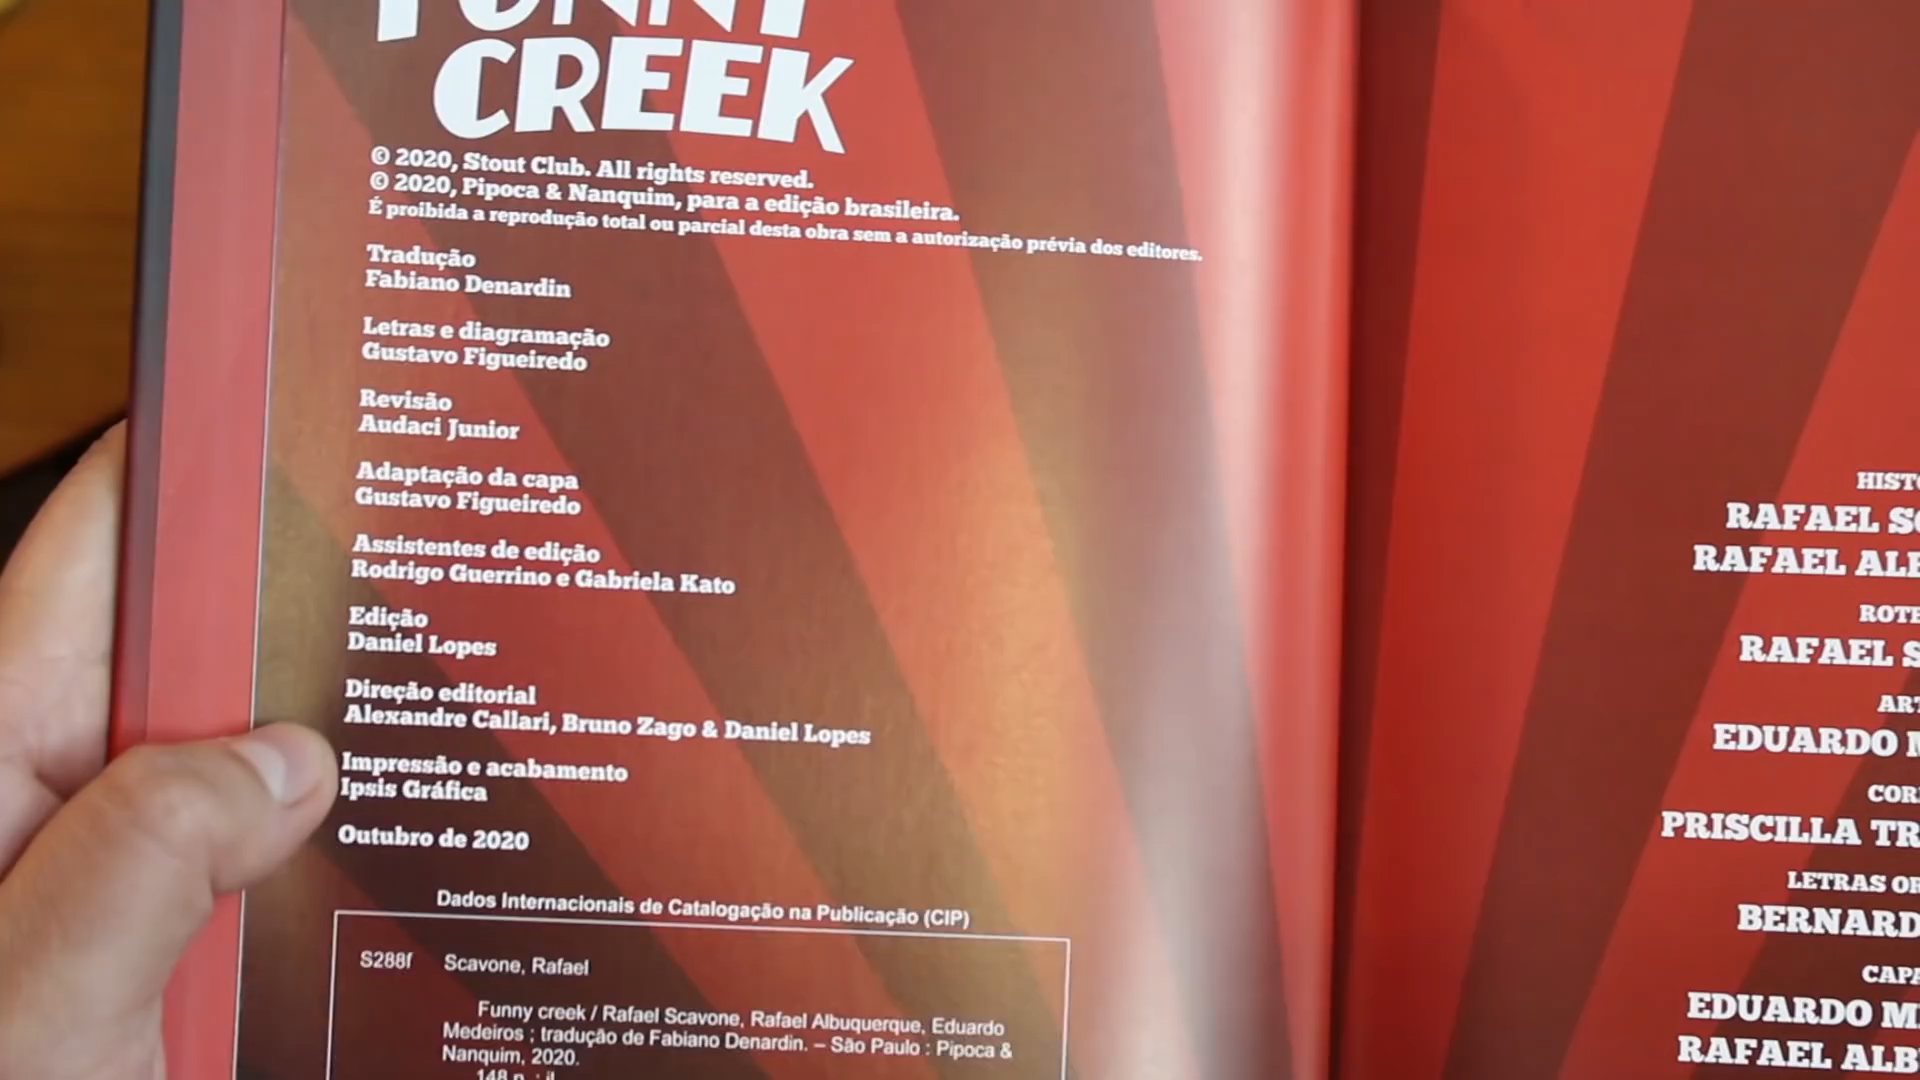 FUNNY
CREEK
© 2020, Stout Club. All rights reserved.
© 2020, Pipoca & Nanquim, para a edição brasileira.
É proibida a reprodução total ou parcial desta obra sem a autorização prévia dos editores.
Tradução
Fabiano Denardin
Letras e diagramação
Gustavo Figueiredo
Revisão
Audaci Junior
Adaptação da capa
Gustavo Figueiredo
Assistentes de edição
Rodrigo Guerrino e Gabriela Kato
Edição
Daniel Lopes
Direção editorial
Alexandre Callari, Bruno Zago & Daniel Lopes
Impressão e acabamento
Ipsis Gráfica
Outubro de 2020
Dados Internacionais de Catalogação na Publicação (CIP)
S288f Scavone, Rafael
Funny creek / Rafael Scavone, Rafael Albuquerque, Eduardo
Medeiros ; tradução de Fabiano Denardin. – São Paulo : Pipoca &
Nanquim, 2020.
148 p. : il
RAFAEL
RAFAEL
RAFAEL
EDUARDO
PRISCILLA
LETRAS
EDUARDO
RAFAEL